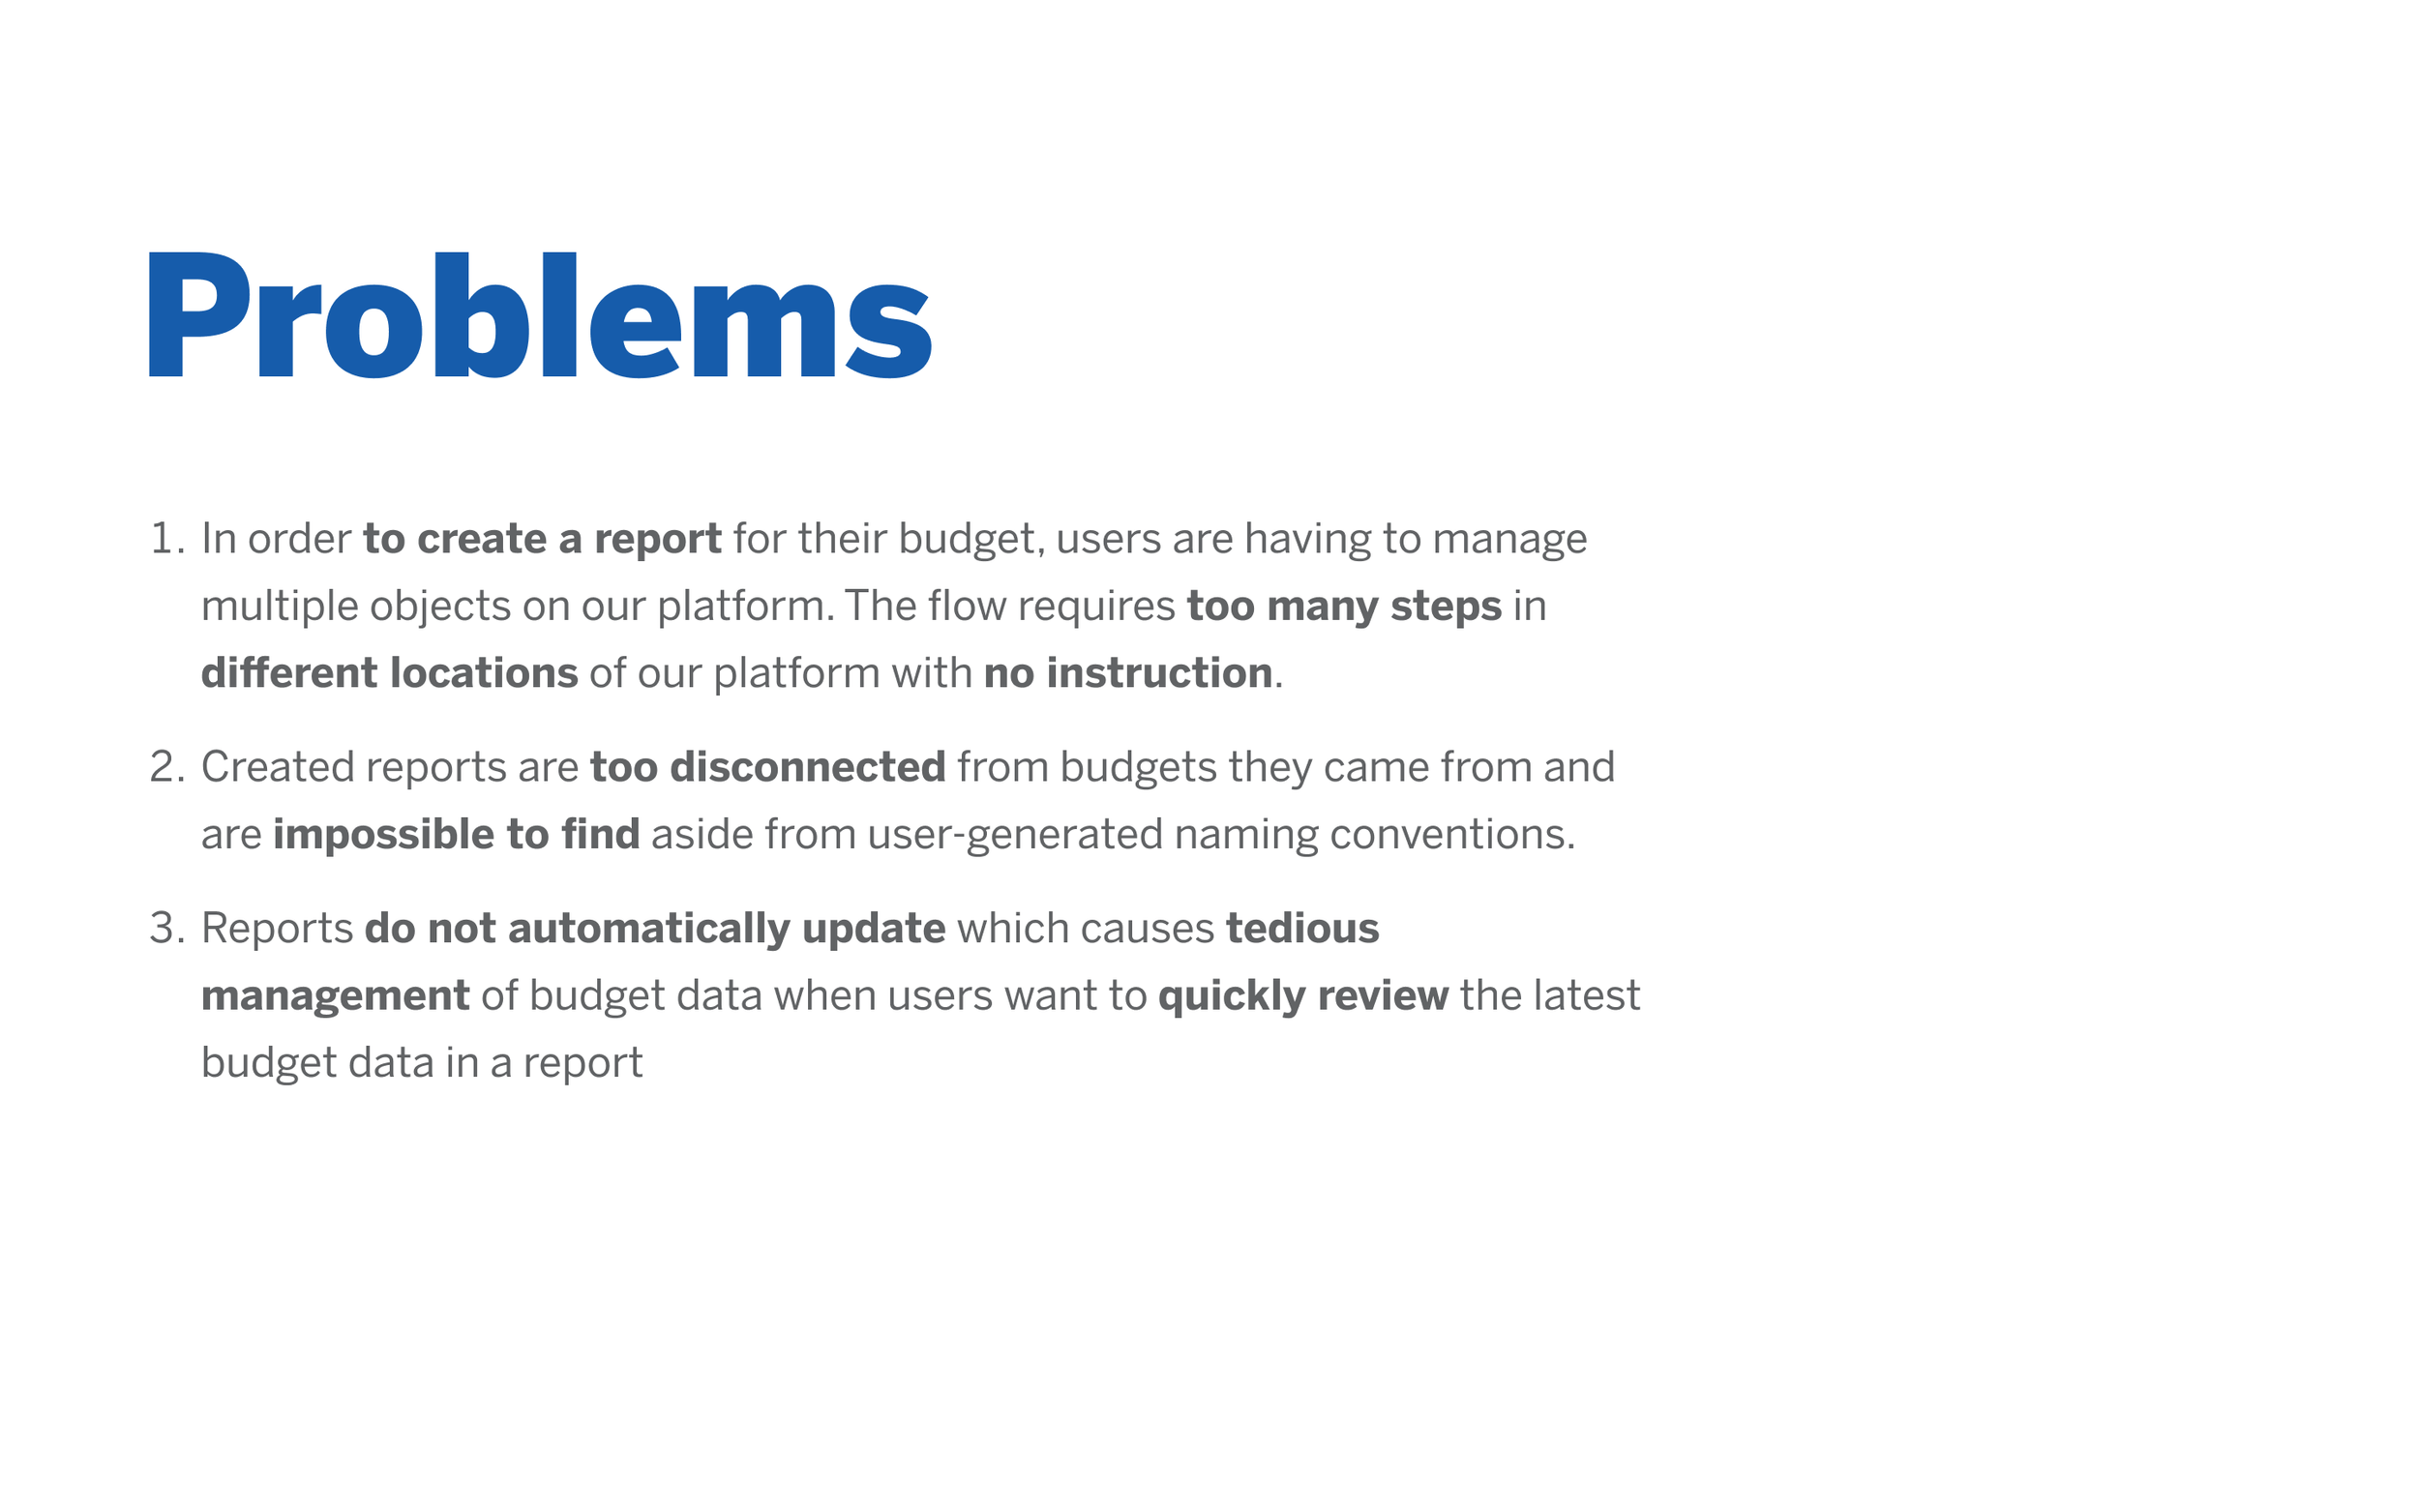 Problems
1. In order to create a report for their budget, users are having to manage
multiple objects on our platform. The flow requires too many steps in
different locations of our platform with no instruction.
2. Created reports are too disconnected from budgets they came from and
are impossible to find aside from user-generated naming conventions.
3. Reports do not automatically update which causes tedious
management of budget data when users want to quickly review the latest
budget data in a report